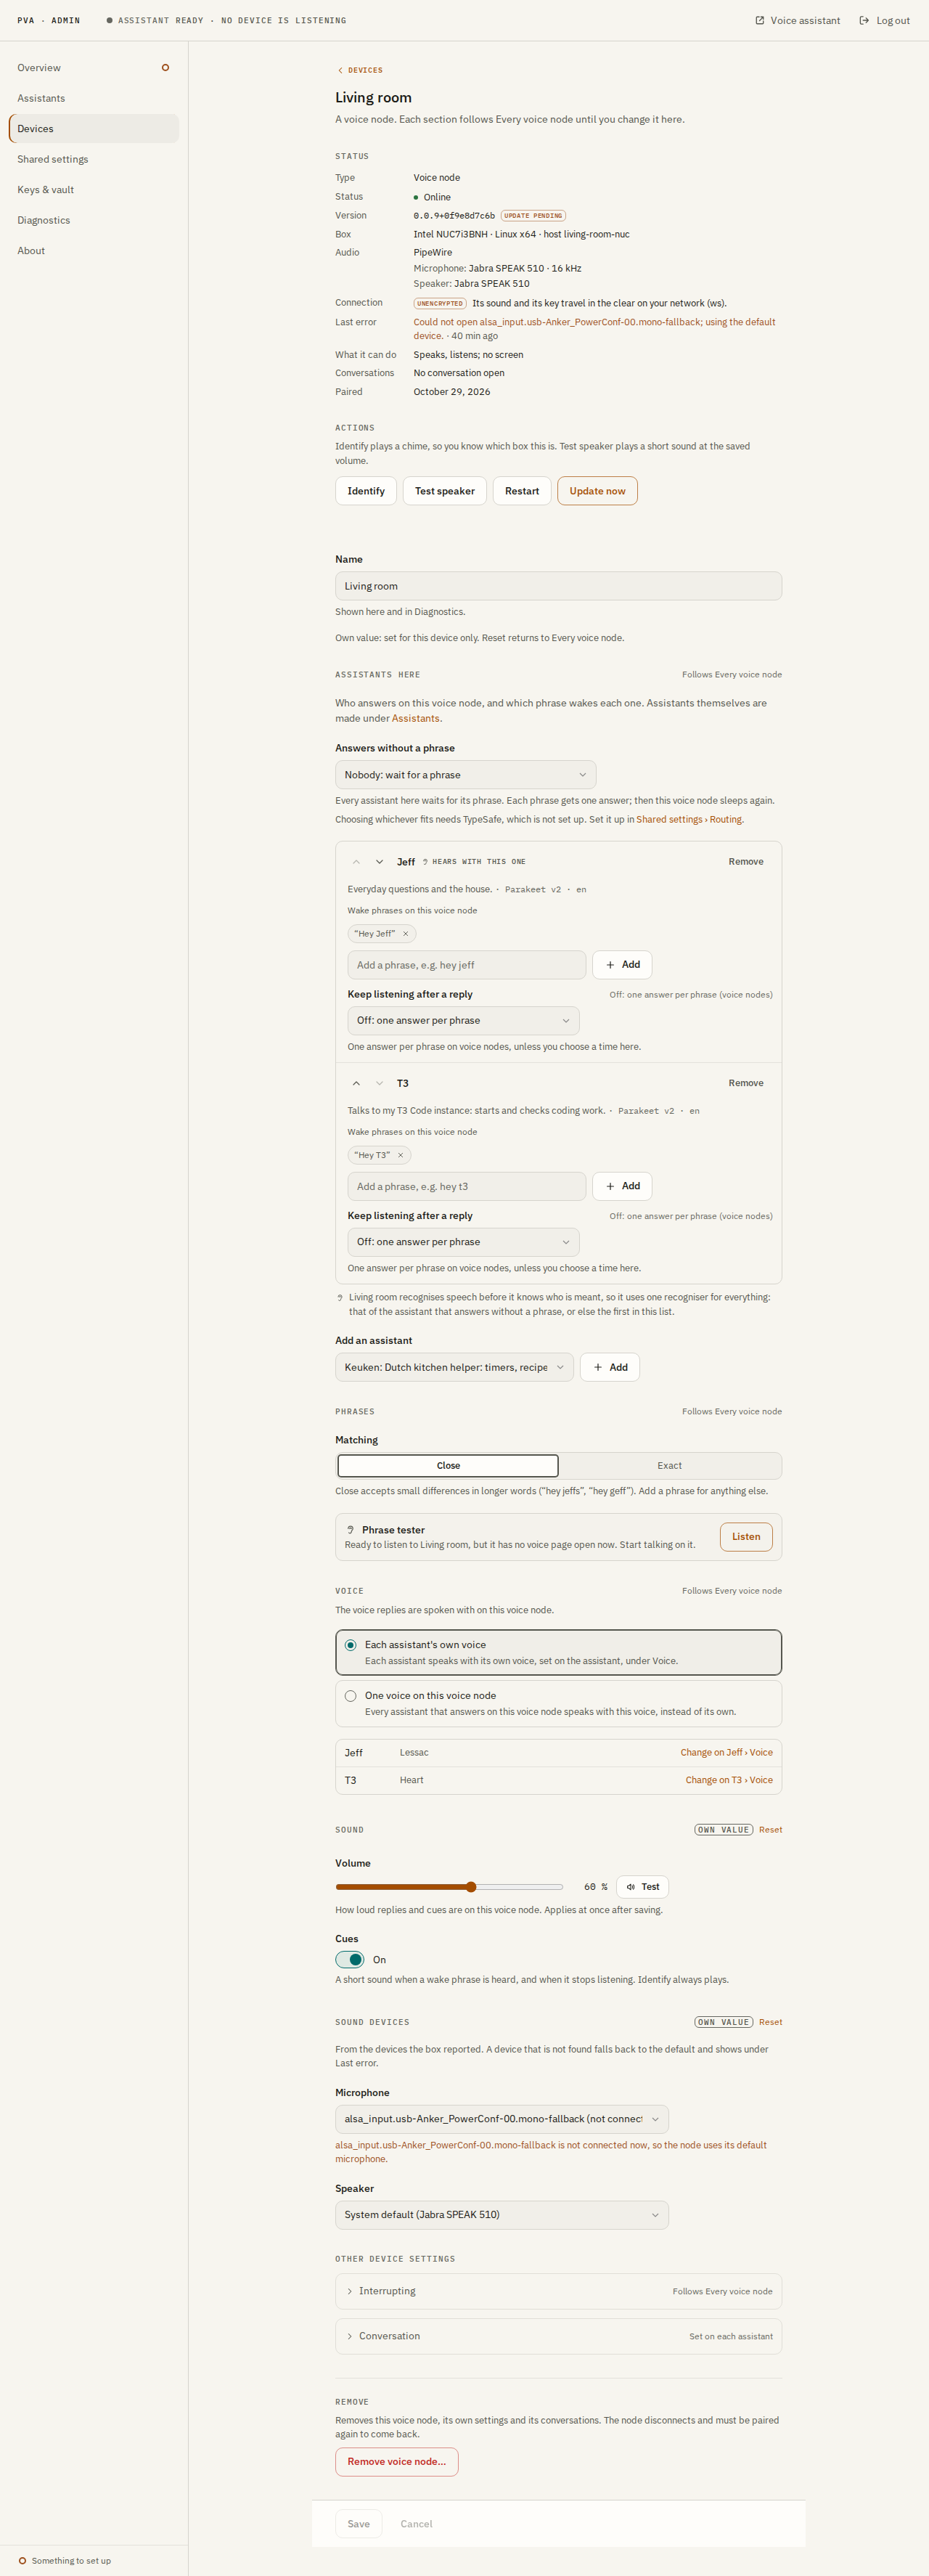 PVA · ADMIN
ASSISTANT READY · NO DEVICE IS LISTENING
Voice assistant
Log out
Overview
Assistants
Devices
Shared settings
Keys & vault
Diagnostics
About
DEVICES
Living room
A voice node. Each section follows Every voice node until you change it here.
STATUS
Type Voice node
Status Online
Version 0.0.9+0f9e8d7c6b UPDATE PENDING
Box Intel NUC7i3BNH · Linux x64 · host living-room-nuc
Audio PipeWire
Microphone: Jabra SPEAK 510 · 16 kHz
Speaker: Jabra SPEAK 510
Connection UNENCRYPTED Its sound and its key travel in the clear on your network (ws).
Last error Could not open alsa_input.usb-Anker_PowerConf-00.mono-fallback; using the default
device. · 40 min ago
What it can do Speaks, listens; no screen
Conversations No conversation open
Paired October 29, 2026
ACTIONS
Identify plays a chime, so you know which box this is. Test speaker plays a short sound at the saved
volume.
Identify Test speaker Restart Update now
Name
Living room
Shown here and in Diagnostics.
Own value: set for this device only. Reset returns to Every voice node.
ASSISTANTS HERE Follows Every voice node
Who answers on this voice node, and which phrase wakes each one. Assistants themselves are
made under Assistants.
Answers without a phrase
Nobody: wait for a phrase
Every assistant here waits for its phrase. Each phrase gets one answer; then this voice node sleeps again.
Choosing whichever fits needs TypeSafe, which is not set up. Set it up in Shared settings › Routing.
Jeff HEARS WITH THIS ONE Remove
Everyday questions and the house. · Parakeet v2 · en
Wake phrases on this voice node
“Hey Jeff” ×
Add a phrase, e.g. hey jeff + Add
Keep listening after a reply Off: one answer per phrase (voice nodes)
Off: one answer per phrase
One answer per phrase on voice nodes, unless you choose a time here.
T3 Remove
Talks to my T3 Code instance: starts and checks coding work. · Parakeet v2 · en
Wake phrases on this voice node
“Hey T3” ×
Add a phrase, e.g. hey t3 + Add
Keep listening after a reply Off: one answer per phrase (voice nodes)
Off: one answer per phrase
One answer per phrase on voice nodes, unless you choose a time here.
Living room recognises speech before it knows who is meant, so it uses one recogniser for everything:
that of the assistant that answers without a phrase, or else the first in this list.
Add an assistant
Keuken: Dutch kitchen helper: timers, recipe + Add
PHRASES Follows Every voice node
Matching
Close Exact
Close accepts small differences in longer words (“hey jeffs”, “hey geff”). Add a phrase for anything else.
Phrase tester
Ready to listen to Living room, but it has no voice page open now. Start talking on it.
Listen
VOICE Follows Every voice node
The voice replies are spoken with on this voice node.
Each assistant's own voice
Each assistant speaks with its own voice, set on the assistant, under Voice.
One voice on this voice node
Every assistant that answers on this voice node speaks with this voice, instead of its own.
Jeff Lessac Change on Jeff › Voice
T3 Heart Change on T3 › Voice
SOUND OWN VALUE Reset
Volume
60 % Test
How loud replies and cues are on this voice node. Applies at once after saving.
Cues
On
A short sound when a wake phrase is heard, and when it stops listening. Identify always plays.
SOUND DEVICES OWN VALUE Reset
From the devices the box reported. A device that is not found falls back to the default and shows under
Last error.
Microphone
alsa_input.usb-Anker_PowerConf-00.mono-fallback (not connect
alsa_input.usb-Anker_PowerConf-00.mono-fallback is not connected now, so the node uses its default
microphone.
Speaker
System default (Jabra SPEAK 510)
OTHER DEVICE SETTINGS
Interrupting Follows Every voice node
Conversation Set on each assistant
REMOVE
Removes this voice node, its own settings and its conversations. The node disconnects and must be paired
again to come back.
Remove voice node...
Save Cancel
Something to set up